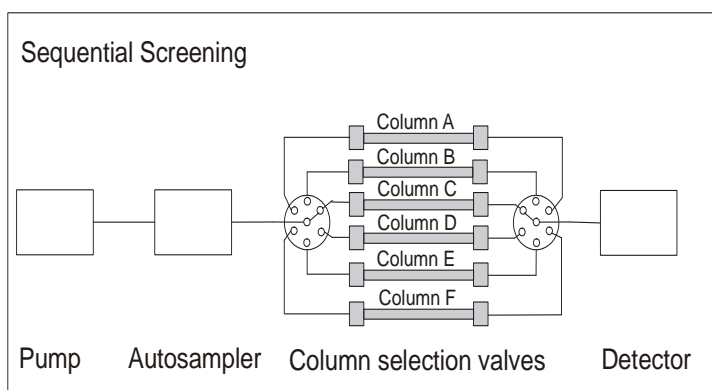 Sequential Screening
Column A
Column B
Column C
Column D
Column E
Column F
Pump Autosampler Column selection valves Detector